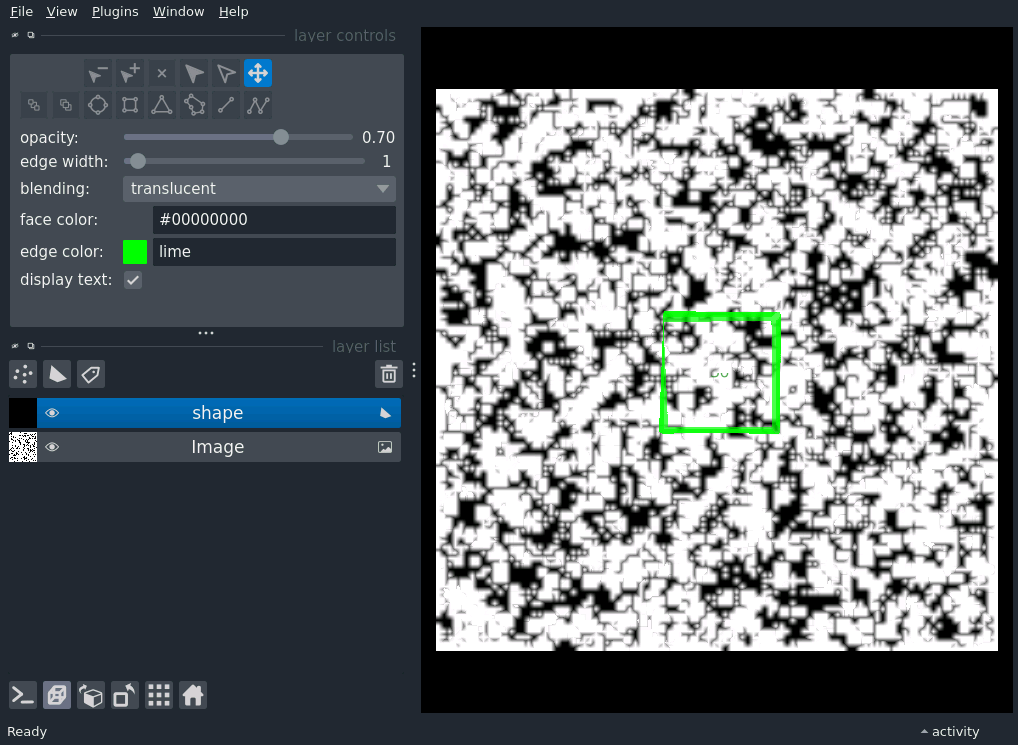 File View Plugins Window Help
layer controls
opacity: 0.70
edge width: 1
blending: translucent
face color: #00000000
edge color: lime
display text:
layer list
shape
Image
Ready
activity